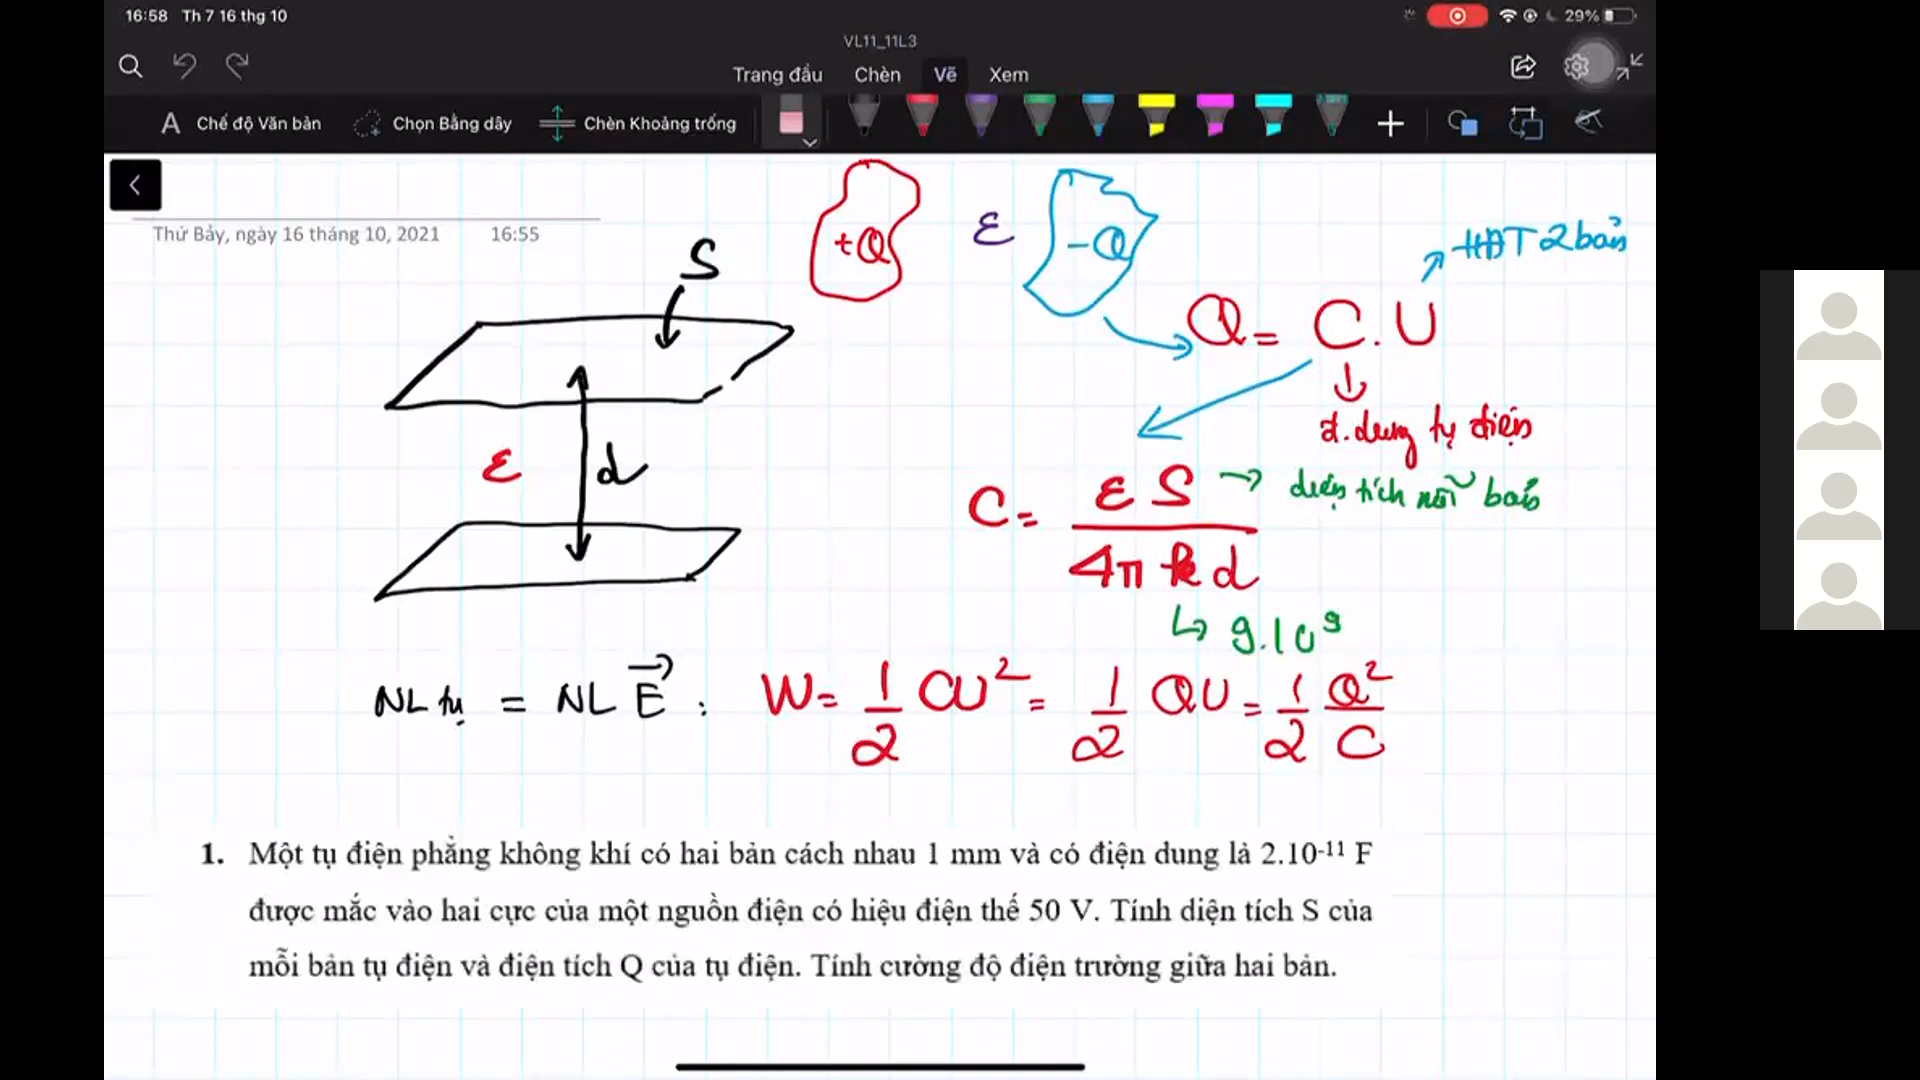 16:58 Th 7 16 thg 10
29%
VL11_11L3
Trang đầu Chèn Vẽ Xem
A Chế độ Văn bản Chọn Bằng dây Chèn Khoảng trống
Thứ Bảy, ngày 16 tháng 10, 2021 16:55
+Q ε -Q
HĐT 2 bản
S
Q = C.U
đ.dung tụ điện
ε d
C = εS / 4πkd
diện tích mỗi bản
9.10⁹
NL tụ = NL E⃗ : W = 1/2 CU² = 1/2 QU = 1/2 Q²/C
1. Một tụ điện phẳng không khí có hai bản cách nhau 1 mm và có điện dung là 2.10⁻¹¹ F
được mắc vào hai cực của một nguồn điện có hiệu điện thế 50 V. Tính diện tích S của
mỗi bản tụ điện và điện tích Q của tụ điện. Tính cường độ điện trường giữa hai bản.